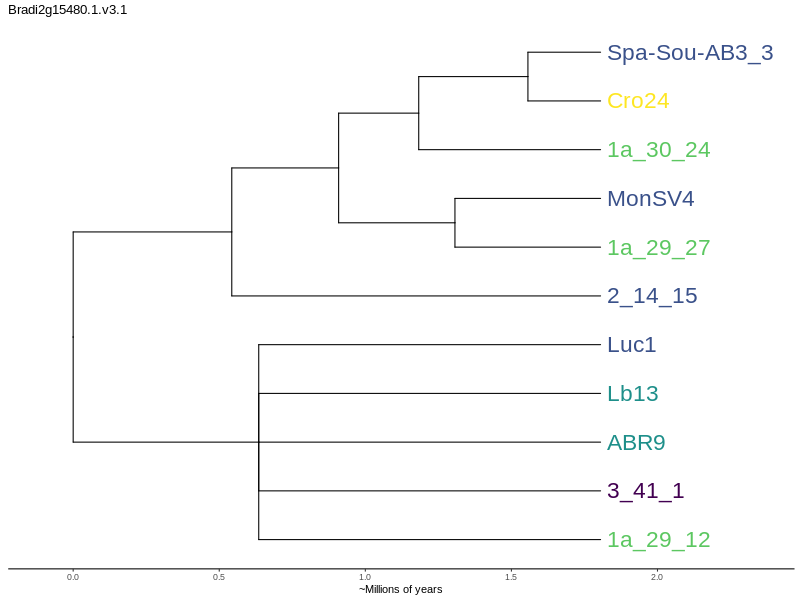 Bradi2g15480.1.v3.1
Spa-Sou-AB3_3
Cro24
1a_30_24
MonSV4
1a_29_27
2_14_15
Luc1
Lb13
ABR9
3_41_1
1a_29_12
0.0 0.5 1.0 1.5 2.0
~Millions of years